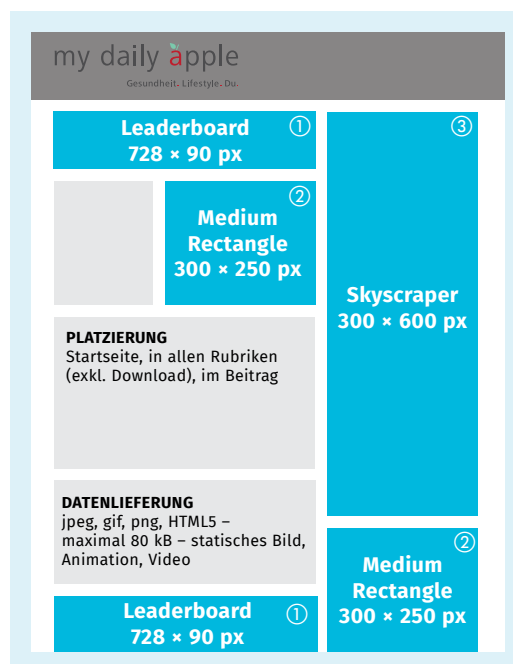 my daily apple
Gesundheit. Lifestyle. Du.
Leaderboard ①
728 × 90 px
②
Medium
Rectangle
300 × 250 px
③
Skyscraper
300 × 600 px
PLATZIERUNG
Startseite, in allen Rubriken
(exkl. Download), im Beitrag
DATENLIEFERUNG
jpeg, gif, png, HTML5 –
maximal 80 kB – statisches Bild,
Animation, Video
Leaderboard ①
728 × 90 px
②
Medium
Rectangle
300 × 250 px